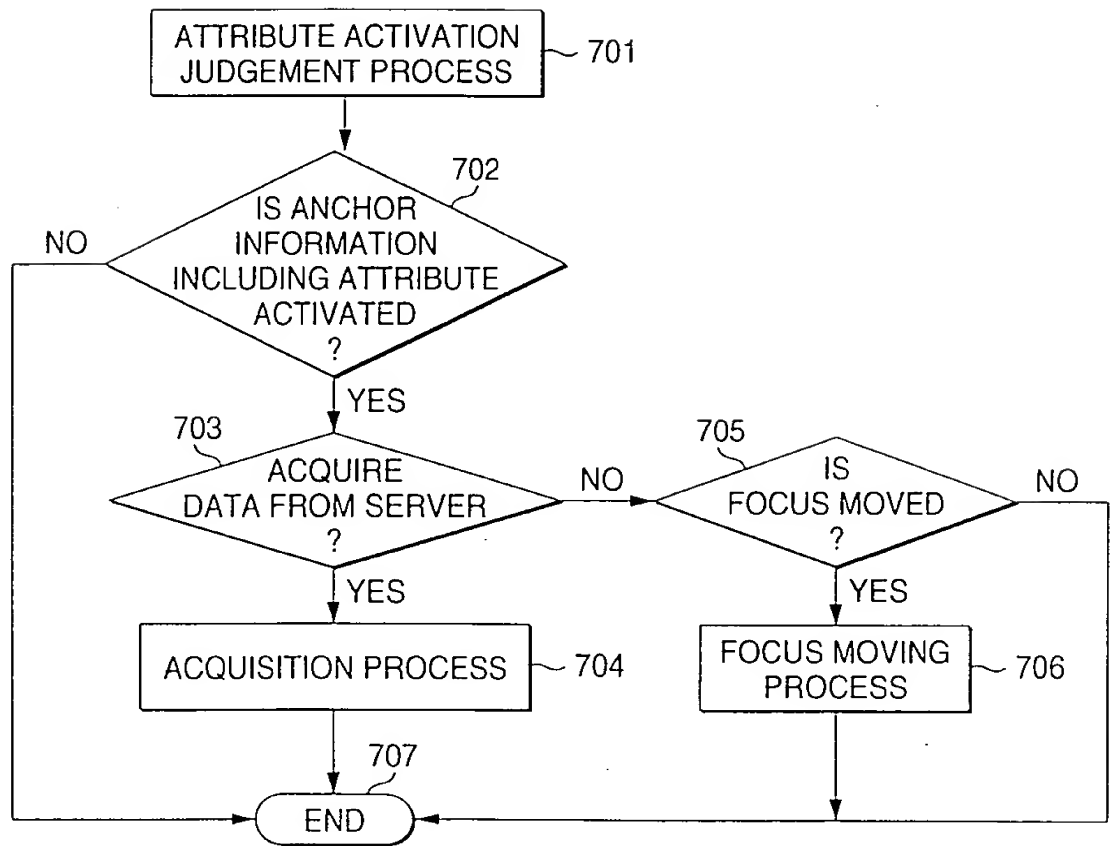 ATTRIBUTE ACTIVATION
JUDGEMENT PROCESS
701
702
IS ANCHOR
INFORMATION
INCLUDING ATTRIBUTE
ACTIVATED
?
NO
YES
703
ACQUIRE
DATA FROM SERVER
?
NO
705
IS
FOCUS MOVED
?
NO
YES
YES
ACQUISITION PROCESS
704
FOCUS MOVING
PROCESS
706
707
END